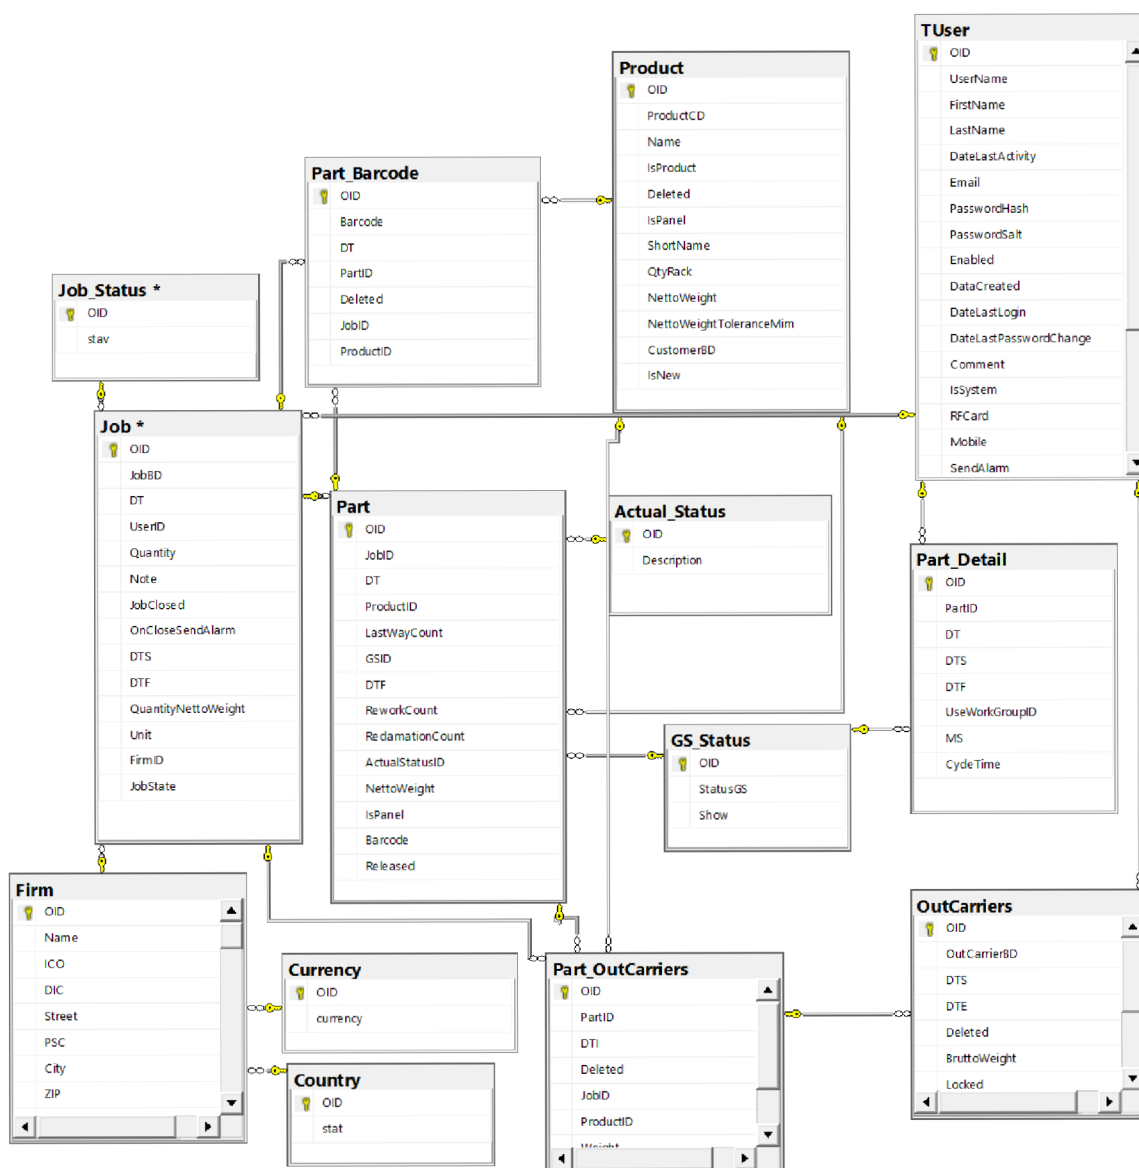 TUser
OID
UserName
FirstName
LastName
DateLastActivity
Email
PasswordHash
PasswordSalt
Enabled
DataCreated
DateLastLogin
DateLastPasswordChange
Comment
IsSystem
RFCard
Mobile
SendAlarm
Product
OID
ProductCD
Name
IsProduct
Deleted
IsPanel
ShortName
QtyRack
NettoWeight
NettoWeightToleranceMim
CustomerBD
IsNew
Part_Barcode
OID
Barcode
DT
PartID
Deleted
JobID
ProductID
Job_Status *
OID
stav
Job *
OID
JobBD
DT
UserID
Quantity
Note
JobClosed
OnCloseSendAlarm
DTS
DTF
QuantityNettoWeight
Unit
FirmID
JobState
Part
OID
JobID
DT
ProductID
LastWayCount
GSID
DTF
ReworkCount
ReclamationCount
ActualStatusID
NettoWeight
IsPanel
Barcode
Released
Actual_Status
OID
Description
Part_Detail
OID
PartID
DT
DTS
DTF
UseWorkGroupID
MS
CycleTime
GS_Status
OID
StatusGS
Show
Firm
OID
Name
ICO
DIC
Street
PSC
City
ZIP
Currency
OID
currency
Country
OID
stat
Part_OutCarriers
OID
PartID
DTI
Deleted
JobID
ProductID
Weight
OutCarriers
OID
OutCarrierBD
DTS
DTE
Deleted
BruttoWeight
Locked